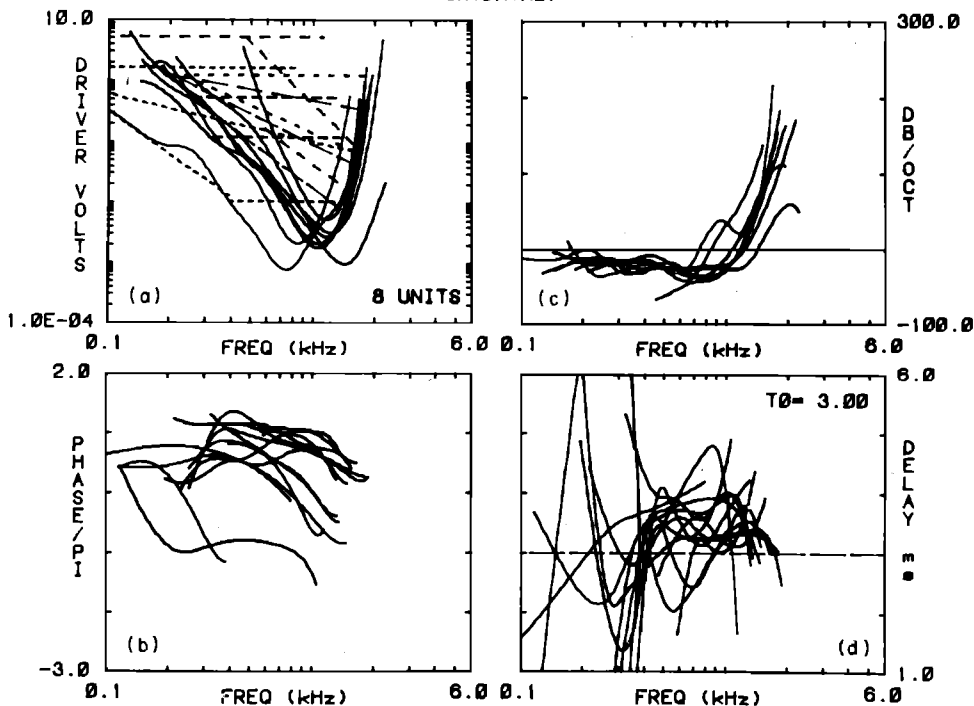 10.0
DRIVER VOLTS
(a)
8 UNITS
1.0E-04
0.1
FREQ (kHz)
6.0
300.0
DB/OCT
(c)
-100.0
0.1
FREQ (kHz)
6.0
2.0
PHASE/PI
(b)
-3.0
0.1
FREQ (kHz)
6.0
6.0
T0= 3.00
DELAY ms
(d)
1.0
0.1
FREQ (kHz)
6.0